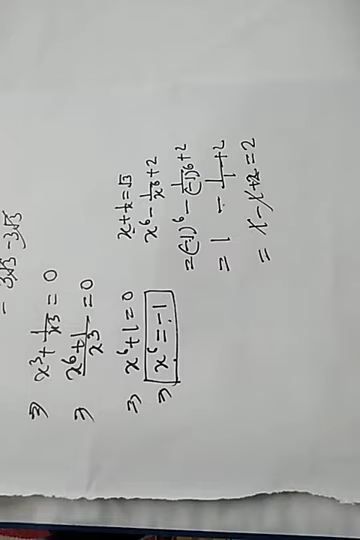 = 3√3 - 3√3
⇒ x³ + 1/x³ = 0
⇒ x⁶+1/x³ = 0
⇒ x⁶ + 1 = 0
⇒ x⁶ = -1
x + 1/x = √3
x⁶ - 1/x⁶ + 2
= (-1)⁶ - 1/(-1)⁶ + 2
= 1 - 1/1 + 2
= 1 - 1 + 2 = 2